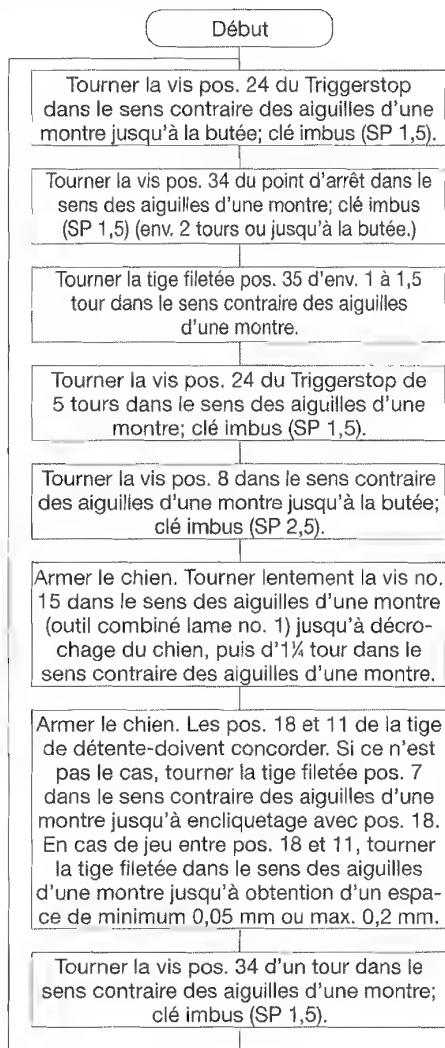 Début
Tourner la vis pos. 24 du Triggerstop
dans le sens contraire des aiguilles d'une
montre jusqu'à la butée; clé imbus (SP 1,5).
Tourner la vis pos. 34 du point d'arrêt dans le
sens des aiguilles d'une montre; clé imbus
(SP 1,5) (env. 2 tours ou jusqu'à la butée.)
Tourner la tige filetée pos. 35 d'env. 1 à 1,5
tour dans le sens contraire des aiguilles
d'une montre.
Tourner la vis pos. 24 du Triggerstop de
5 tours dans le sens des aiguilles d'une
montre; clé imbus (SP 1,5).
Tourner la vis pos. 8 dans le sens contraire
des aiguilles d'une montre jusqu'à la butée;
clé imbus (SP 2,5).
Armer le chien. Tourner lentement la vis no.
15 dans le sens des aiguilles d'une montre
(outil combiné lame no. 1) jusqu'à décro-
chage du chien, puis d'1¼ tour dans le
sens contraire des aiguilles d'une montre.
Armer le chien. Les pos. 18 et 11 de la tige
de détente-doivent concorder. Si ce n'est
pas le cas, tourner la tige filetée pos. 7
dans le sens contraire des aiguilles d'une
montre jusqu'à encliquetage avec pos. 18.
En cas de jeu entre pos. 18 et 11, tourner
la tige filetée dans le sens des aiguilles
d'une montre jusqu'à obtention d'un espa-
ce de minimum 0,05 mm ou max. 0,2 mm.
Tourner la vis pos. 34 d'un tour dans le
sens contraire des aiguilles d'une montre;
clé imbus (SP 1,5).